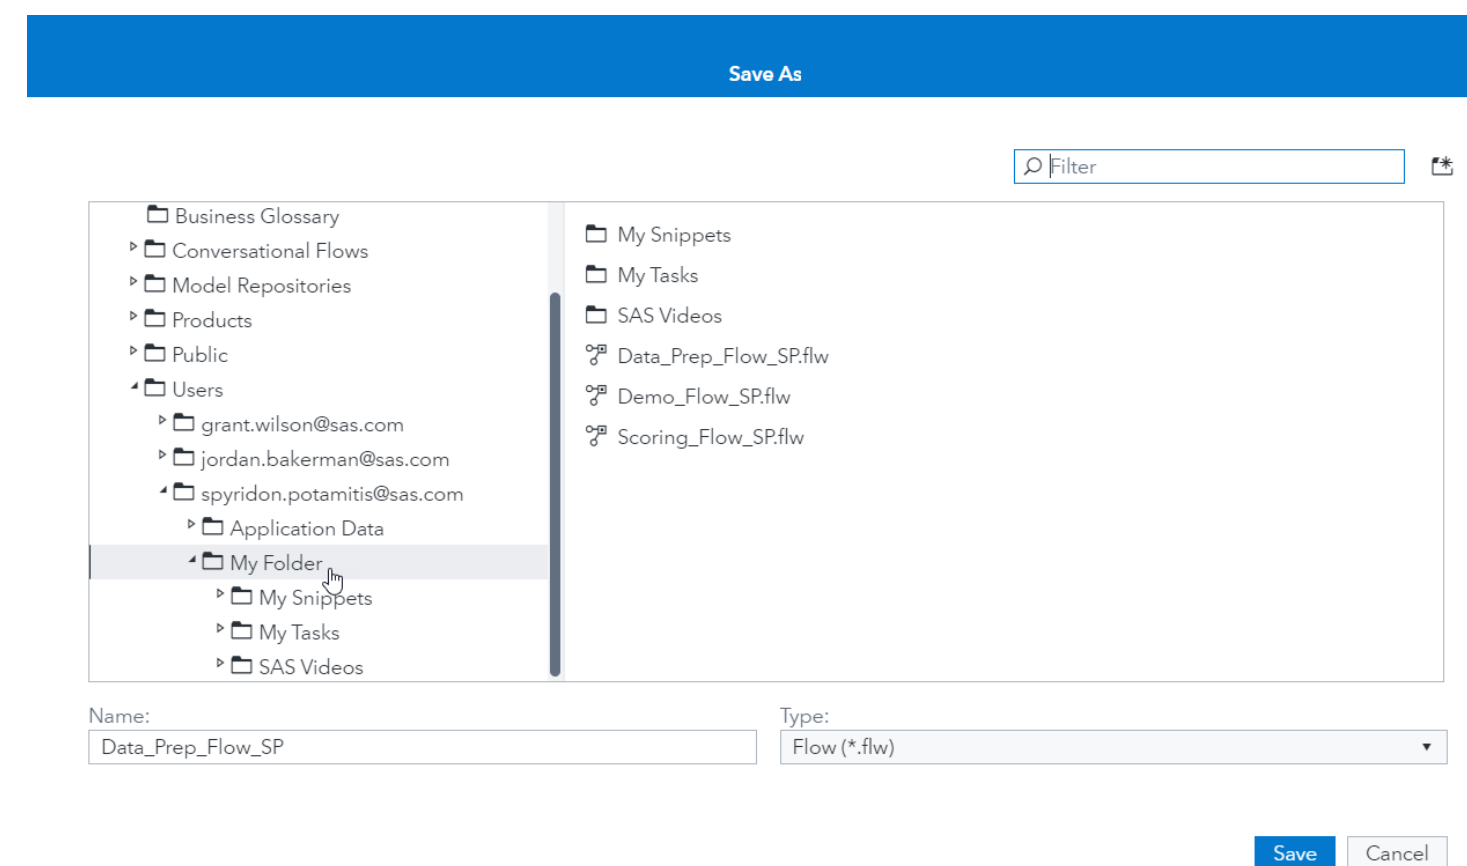 Save As
Filter
Business Glossary
Conversational Flows
Model Repositories
Products
Public
Users
grant.wilson@sas.com
jordan.bakerman@sas.com
spyridon.potamitis@sas.com
Application Data
My Folder
My Snippets
My Tasks
SAS Videos
My Snippets
My Tasks
SAS Videos
Data_Prep_Flow_SP.flw
Demo_Flow_SP.flw
Scoring_Flow_SP.flw
Name:
Data_Prep_Flow_SP
Type:
Flow (*.flw)
Save
Cancel